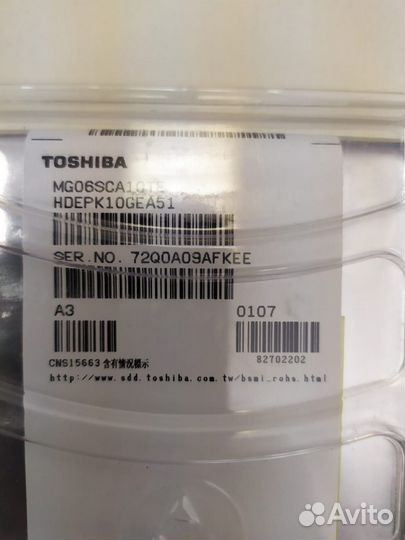 TOSHIBA
MG06SCA10TE
HDEPK10GEA51
SER.NO. 72Q0A09AFKEE
A3 0107
82T02202
CNS15663 含有情況標示
http://www.sdd.toshiba.com.tw/bsmi_rohs.html
Avito